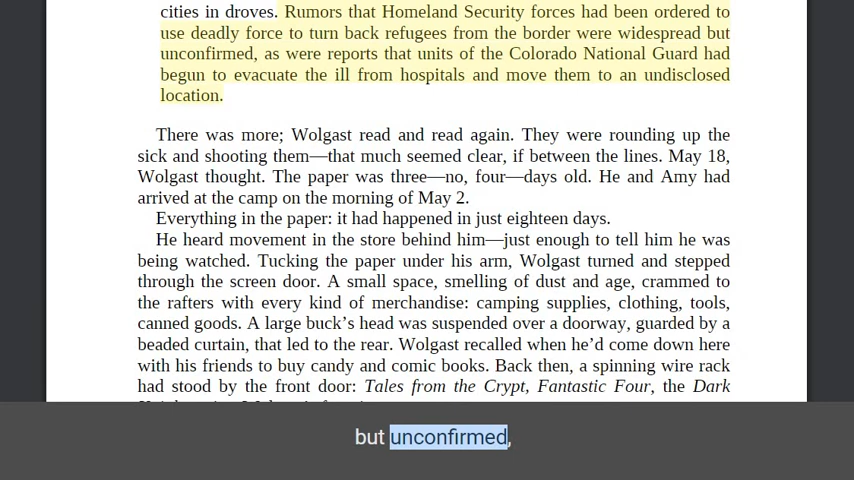 cities in droves. Rumors that Homeland Security forces had been ordered to
use deadly force to turn back refugees from the border were widespread but
unconfirmed, as were reports that units of the Colorado National Guard had
begun to evacuate the ill from hospitals and move them to an undisclosed
location.
There was more; Wolgast read and read again. They were rounding up the
sick and shooting them—that much seemed clear, if between the lines. May 18,
Wolgast thought. The paper was three—no, four—days old. He and Amy had
arrived at the camp on the morning of May 2.
Everything in the paper: it had happened in just eighteen days.
He heard movement in the store behind him—just enough to tell him he was
being watched. Tucking the paper under his arm, Wolgast turned and stepped
through the screen door. A small space, smelling of dust and age, crammed to
the rafters with every kind of merchandise: camping supplies, clothing, tools,
canned goods. A large buck’s head was suspended over a doorway, guarded by a
beaded curtain, that led to the rear. Wolgast recalled when he’d come down here
with his friends to buy candy and comic books. Back then, a spinning wire rack
had stood by the front door: Tales from the Crypt, Fantastic Four, the Dark
but unconfirmed,